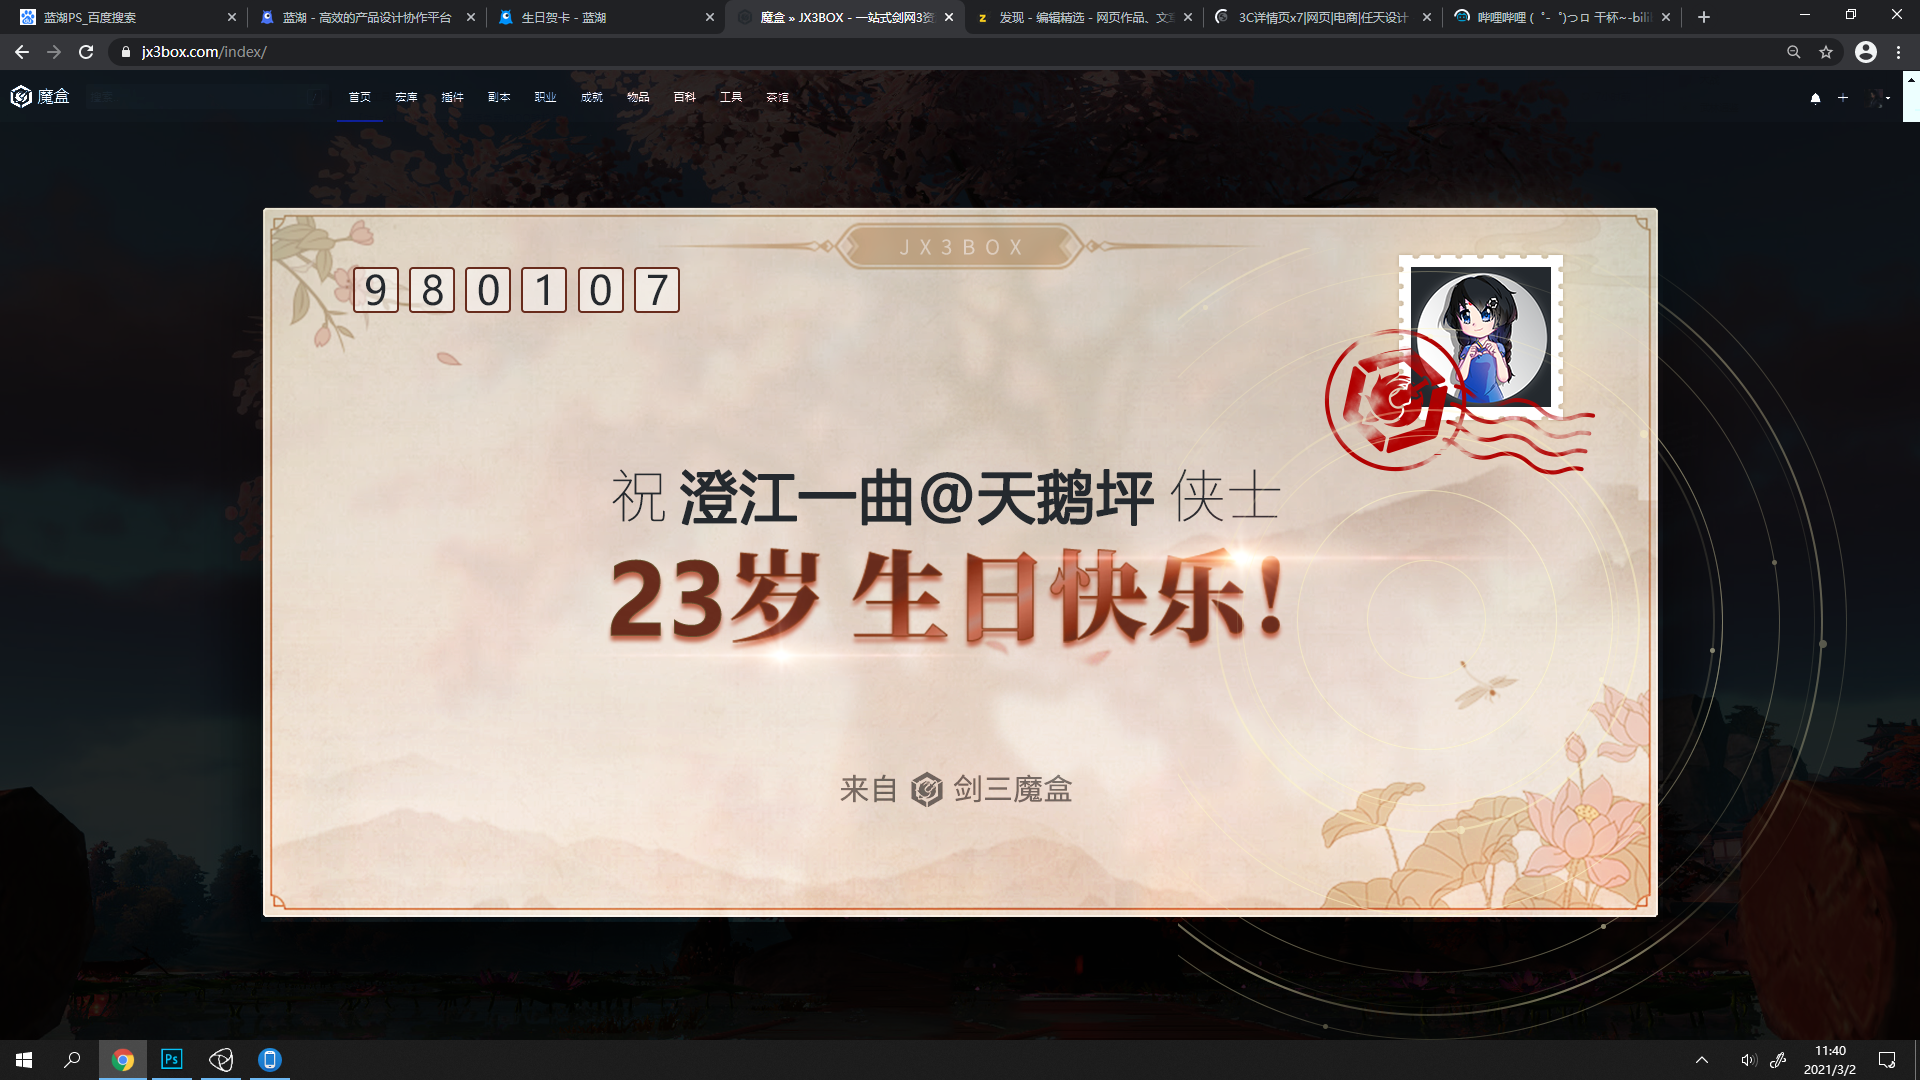 蓝湖PS_百度搜索
蓝湖 - 高效的产品设计协作平台
生日贺卡 - 蓝湖
魔盒 » JX3BOX - 一站式剑网3资
发现 - 编辑精选 - 网页作品、文章
3C详情页x7|网页|电商|任天设计
哔哩哔哩 ( ゜- ゜)つロ 干杯~-bili
jx3box.com/index/
魔盒
首页
宏库
插件
副本
职业
成就
物品
百科
工具
茶馆
JX3BOX
9 8 0 1 0 7
祝 澄江一曲@天鹅坪 侠士
23岁 生日快乐!
来自 剑三魔盒
Ps
11:40
2021/3/2